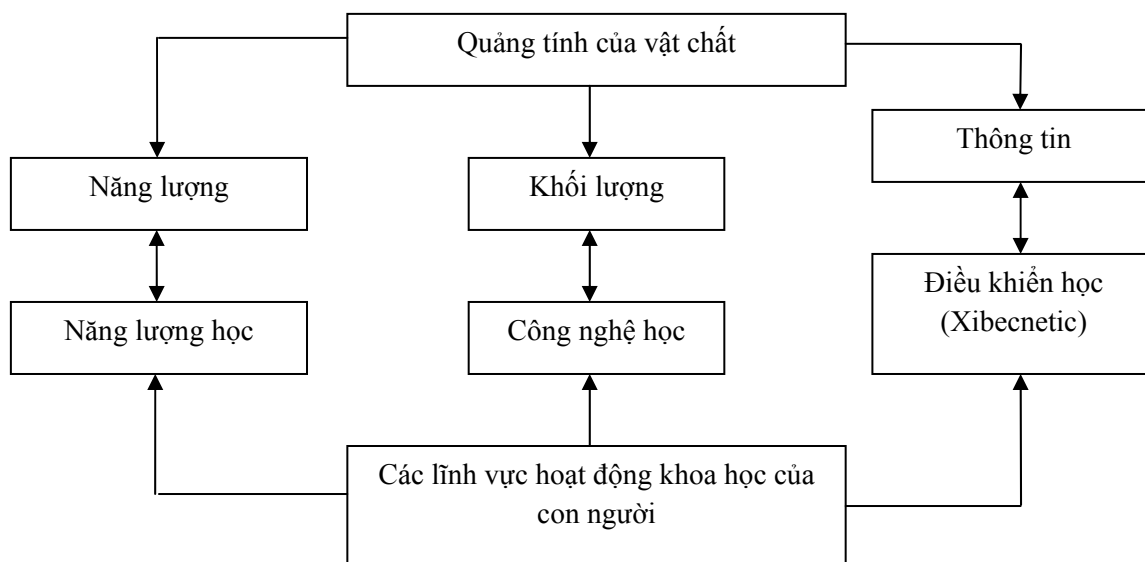 Quảng tính của vật chất
Thông tin
Năng lượng
Khối lượng
Điều khiển học
(Xibecnetic)
Năng lượng học
Công nghệ học
Các lĩnh vực hoạt động khoa học của
con người